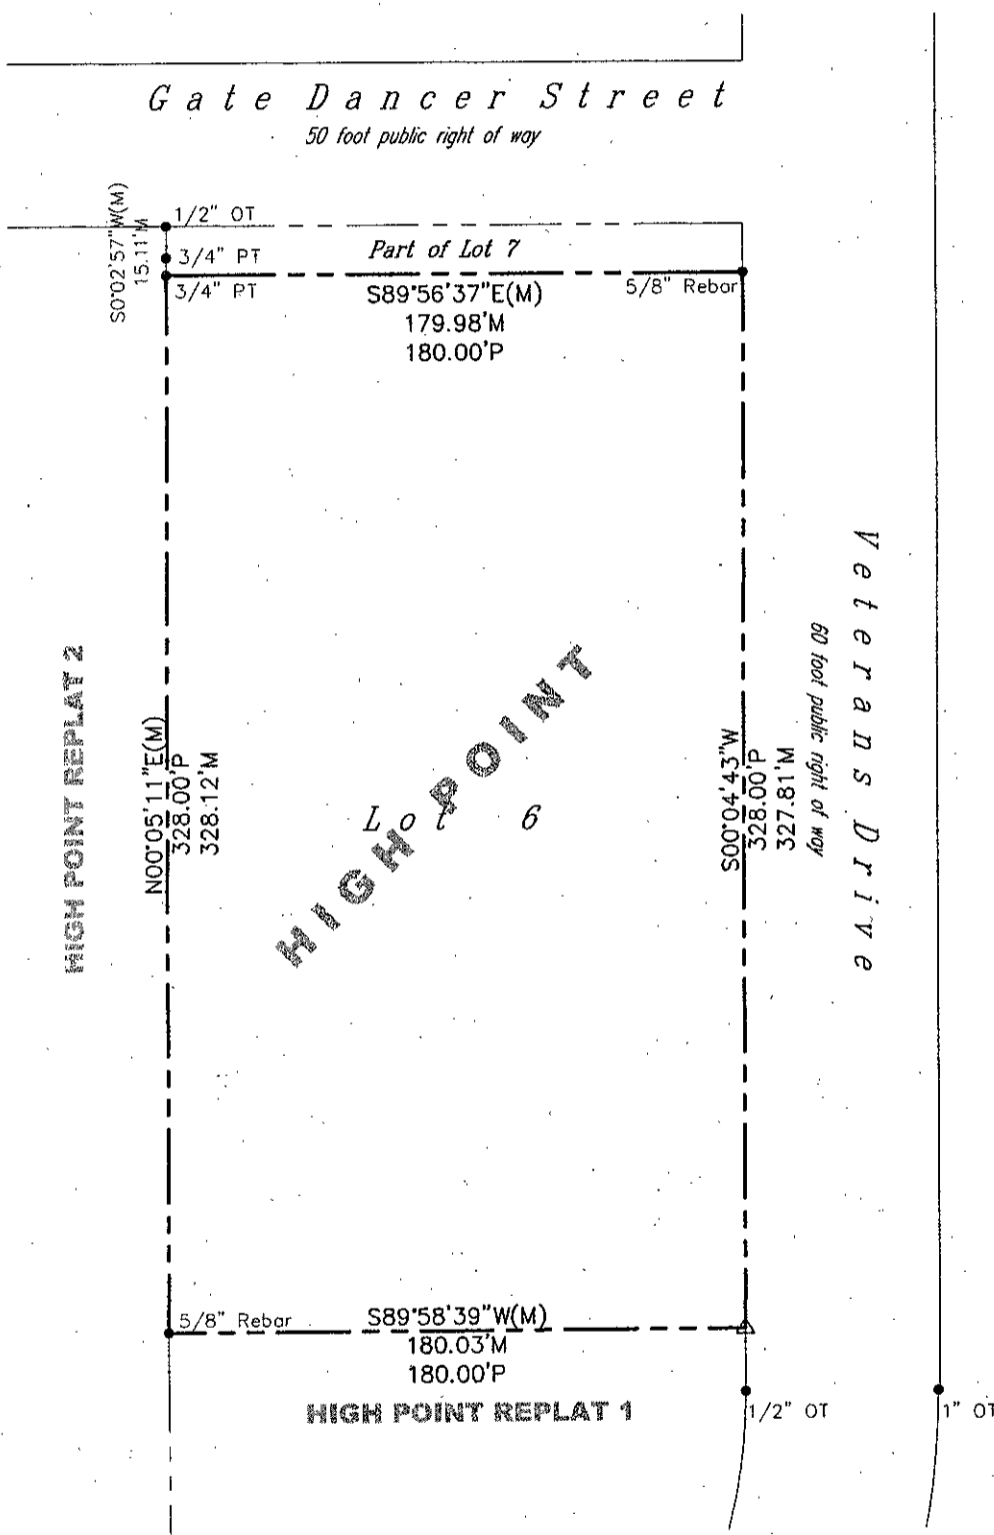 Gate Dancer Street
50 foot public right of way
S0°02'57"W(M)
15.11'M
1/2" OT
3/4" PT
3/4" PT
Part of Lot 7
5/8" Rebar
S89°56'37"E(M)
179.98'M
180.00'P
HIGH POINT REPLAT 2
N00°05'11"E(M)
328.00'P
328.12'M
HIGH POINT
Lot 6
S00°04'43"W
328.00'P
327.81'M
60 foot public right of way
Veterans Drive
5/8" Rebar
S89°58'39"W(M)
180.03'M
180.00'P
HIGH POINT REPLAT 1
1/2" OT
1" OT